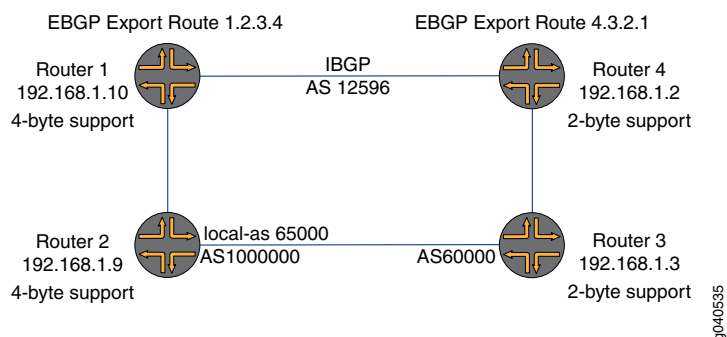 EBGP Export Route 1.2.3.4
EBGP Export Route 4.3.2.1
Router 1
192.168.1.10
4-byte support
IBGP
AS 12596
Router 4
192.168.1.2
2-byte support
Router 2
192.168.1.9
4-byte support
local-as 65000
AS1000000
AS60000
Router 3
192.168.1.3
2-byte support
g040535